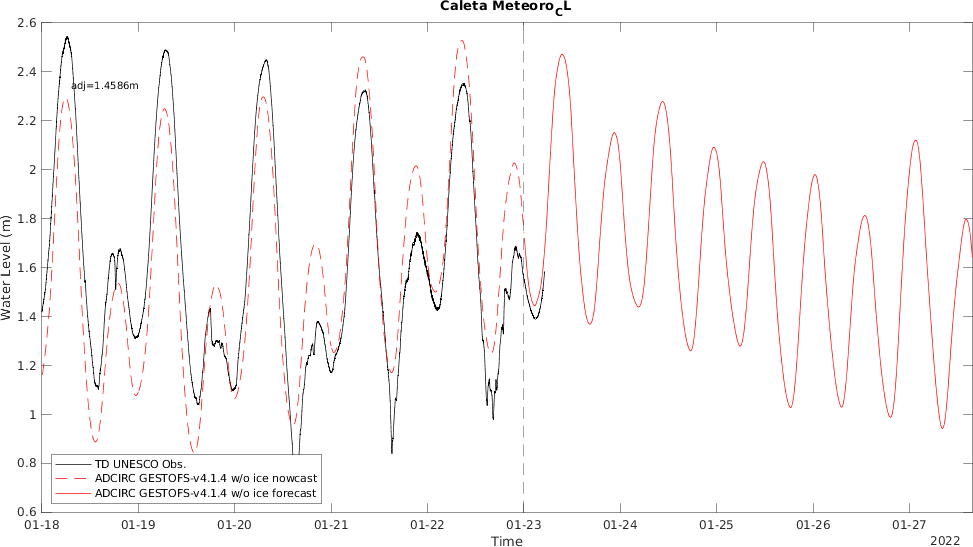 Caleta MeteoroCL
2.6
2.4
2.2
2
1.8
1.6
1.4
1.2
1
0.8
0.6
Water Level (m)
adj=1.4586m
TD UNESCO Obs.
ADCIRC GESTOFS-v4.1.4 w/o ice nowcast
ADCIRC GESTOFS-v4.1.4 w/o ice forecast
01-18 01-19 01-20 01-21 01-22 01-23 01-24 01-25 01-26 01-27
Time
2022